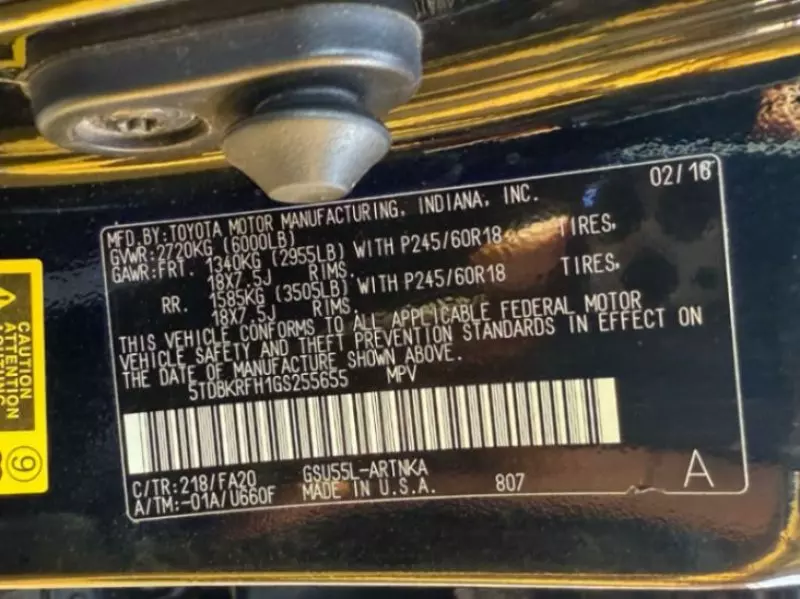 02/16
MFD.BY:TOYOTA MOTOR MANUFACTURING, INDIANA, INC.
GVWR:2720KG (6000LB)
GAWR:FRT. 1340KG (2955LB) WITH P245/60R18 TIRES,
18X7.5J RIMS,
RR. 1585KG (3505LB) WITH P245/60R18 TIRES,
18X7.5J RIMS.
THIS VEHICLE CONFORMS TO ALL APPLICABLE FEDERAL MOTOR
VEHICLE SAFETY AND THEFT PREVENTION STANDARDS IN EFFECT ON
THE DATE OF MANUFACTURE SHOWN ABOVE.
5TDBKRFH1GS255655 MPV
C/TR:218/FA20 GSU55L-ARTNKA
A/TM:-01A/U660F MADE IN U.S.A. 807 A
CAUTION
ATTENTION
9